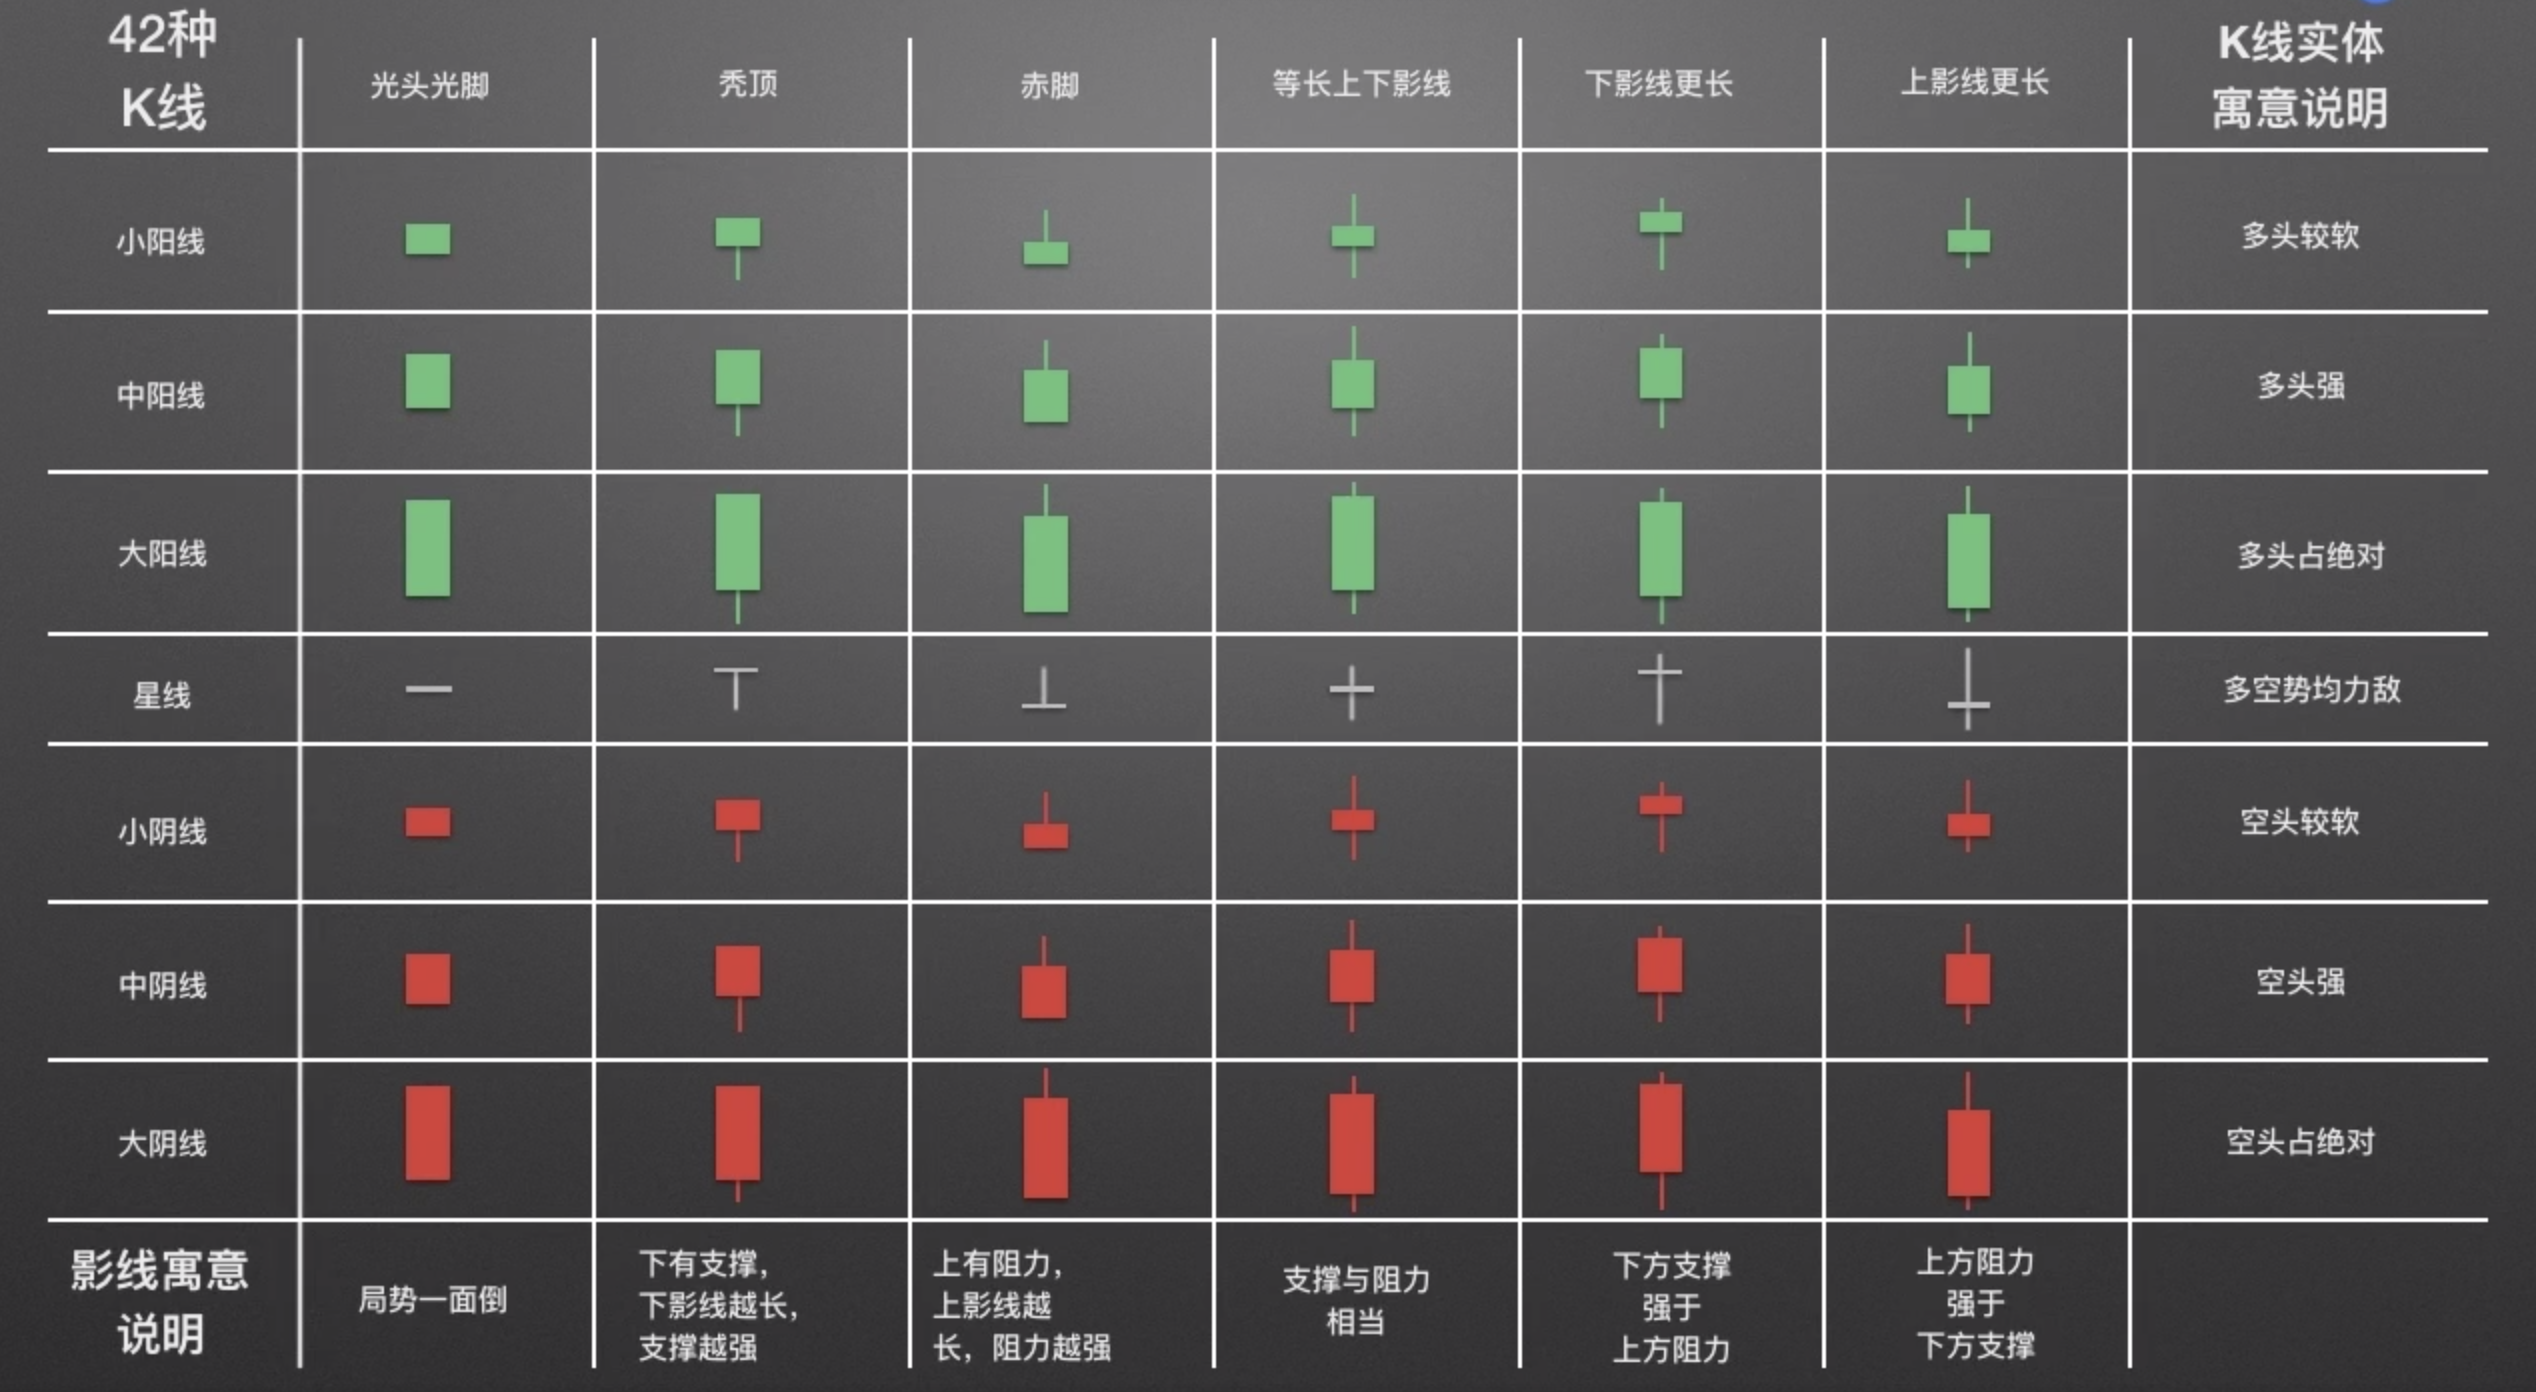 42种
K线
光头光脚
秃顶
赤脚
等长上下影线
下影线更长
上影线更长
K线实体
寓意说明
小阳线
多头较软
中阳线
多头强
大阳线
多头占绝对
星线
多空势均力敌
小阴线
空头较软
中阴线
空头强
大阴线
空头占绝对
影线寓意
说明
局势一面倒
下有支撑，
下影线越长，
支撑越强
上有阻力，
上影线越
长，阻力越强
支撑与阻力
相当
下方支撑
强于
上方阻力
上方阻力
强于
下方支撑